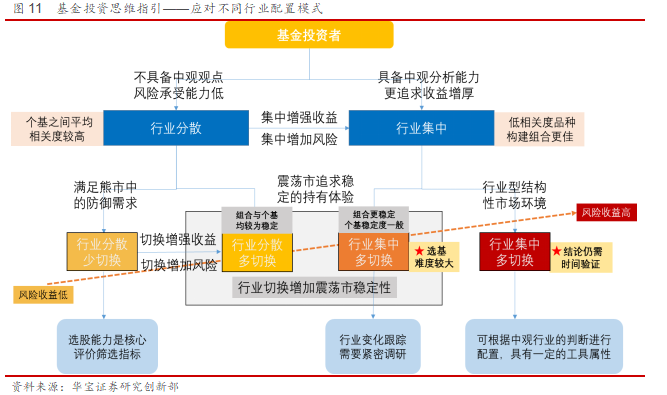 图 11 基金投资思维指引——应对不同行业配置模式
基金投资者
不具备中观观点
风险承受能力低
具备中观分析能力
更追求收益增厚
个基之间平均
相关度较高
行业分散
集中增强收益
集中增加风险
行业集中
低相关度品种
构建组合更佳
满足熊市中
的防御需求
震荡市追求稳
定的持有体验
行业型结构
性市场环境
组合与个基
均较为稳定
组合更稳定
个基稳定度一般
风险收益高
行业分散
少切换
切换增强收益
切换增加风险
行业分散
多切换
行业集中
多切换
★选基
难度较大
行业集中
多切换
★结论仍需
时间验证
风险收益低
行业切换增加震荡市稳定性
选股能力是核心
评价筛选指标
行业变化跟踪
需要紧密调研
可根据中观行业的判断进行
配置，具有一定的工具属性
资料来源：华宝证券研究创新部